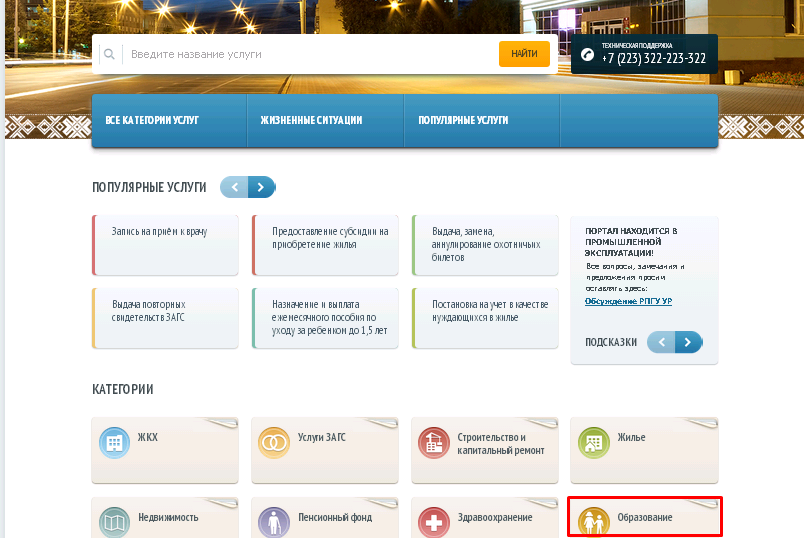 Введите название услуги
НАЙТИ
ТЕХНИЧЕСКАЯ ПОДДЕРЖКА
+7 (223) 322-223-322
ВСЕ КАТЕГОРИИ УСЛУГ
ЖИЗНЕННЫЕ СИТУАЦИИ
ПОПУЛЯРНЫЕ УСЛУГИ
ПОПУЛЯРНЫЕ УСЛУГИ
Запись на приём к врачу
Предоставление субсидии на
приобретение жилья
Выдача, замена,
аннулирование охотничьих
билетов
Выдача повторных
свидетельств ЗАГС
Назначение и выплата
ежемесячного пособия по
уходу за ребенком до 1,5 лет
Постановка на учет в качестве
нуждающихся в жилье
ПОРТАЛ НАХОДИТСЯ В
ПРОМЫШЛЕННОЙ
ЭКСПЛУАТАЦИИ!
Все вопросы, замечания и
предложения просим
оставлять здесь:
Обсуждение РПГУ УР
ПОДСКАЗКИ
КАТЕГОРИИ
ЖКХ
Услуги ЗАГС
Строительство и
капитальный ремонт
Жилье
Недвижимость
Пенсионный фонд
Здравоохранение
Образование